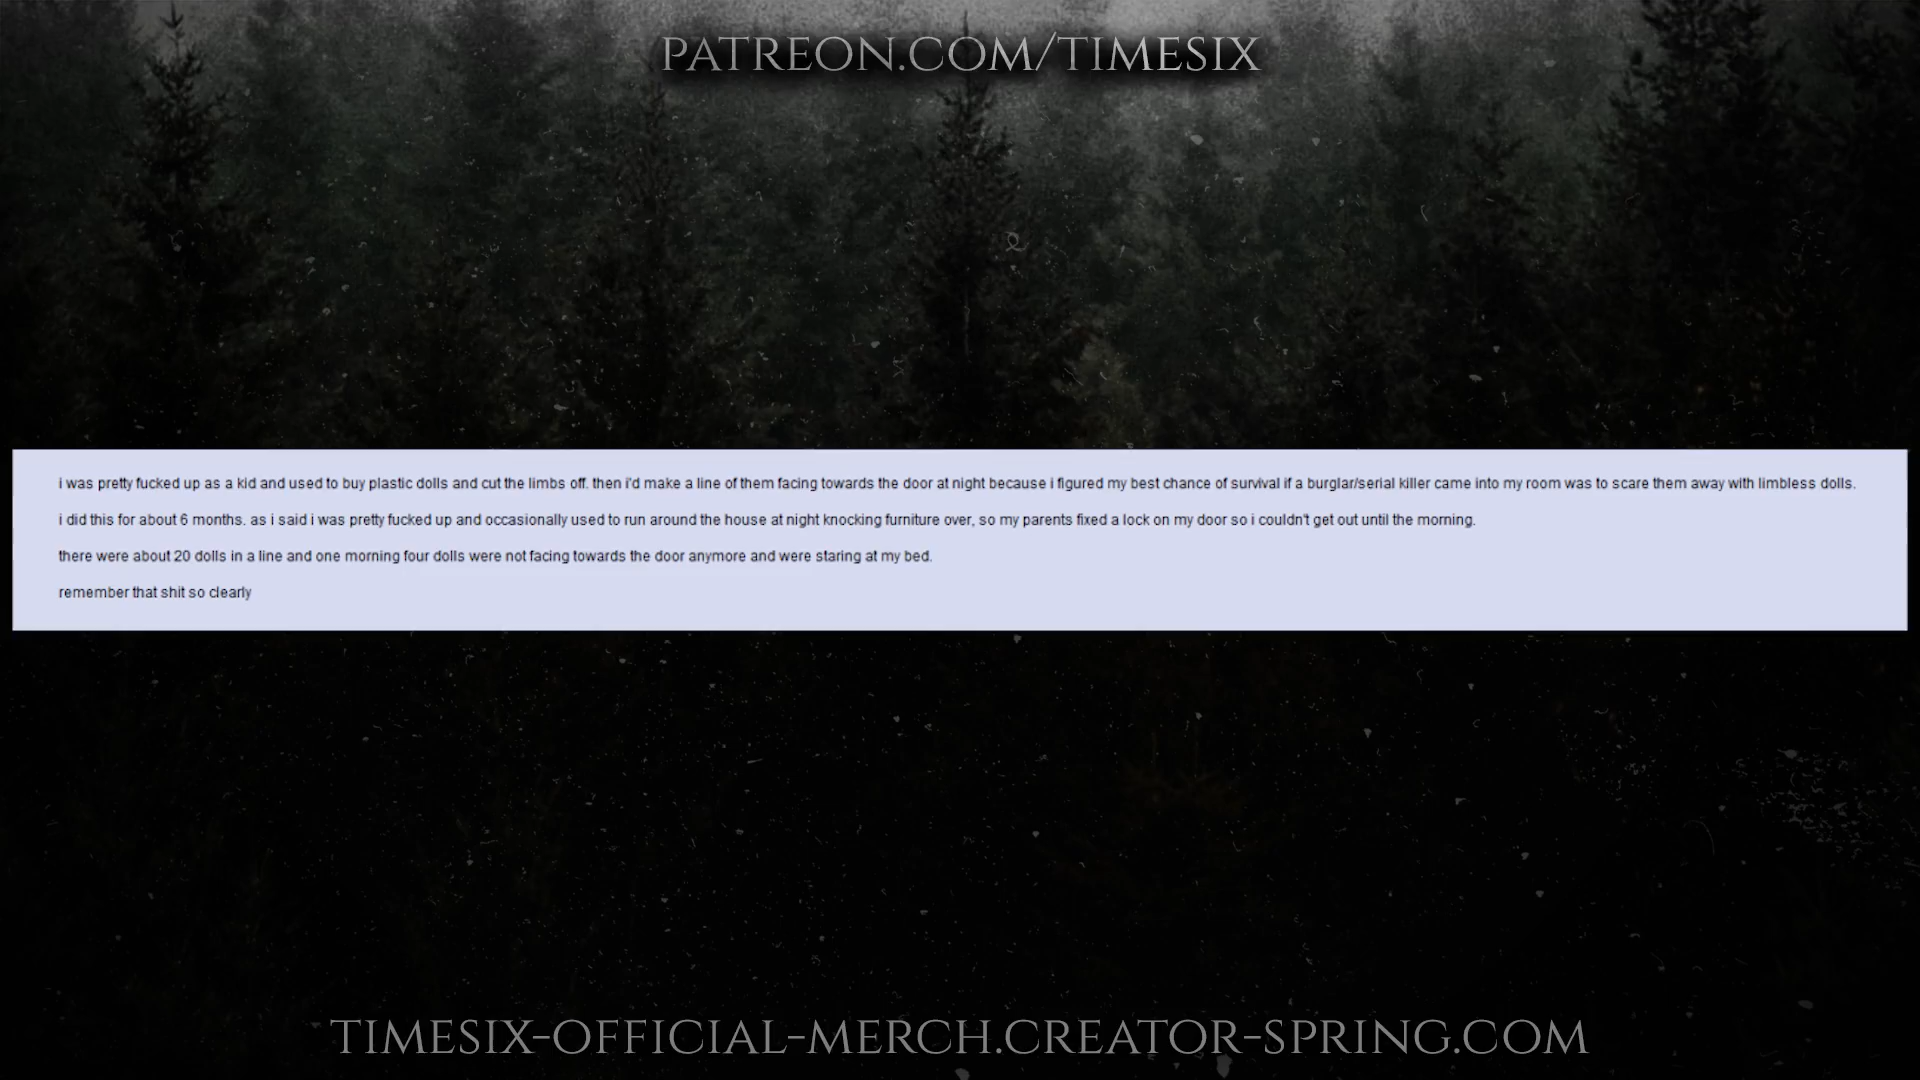 PATREON.COM/TIMESIX
i was pretty fucked up as a kid and used to buy plastic dolls and cut the limbs off. then i'd make a line of them facing towards the door at night because i figured my best chance of survival if a burglar/serial killer came into my room was to scare them away with limbless dolls.
i did this for about 6 months. as i said i was pretty fucked up and occasionally used to run around the house at night knocking furniture over, so my parents fixed a lock on my door so i couldn't get out until the morning.
there were about 20 dolls in a line and one morning four dolls were not facing towards the door anymore and were staring at my bed.
remember that shit so clearly
TIMESIX-OFFICIAL-MERCH.CREATOR-SPRING.COM